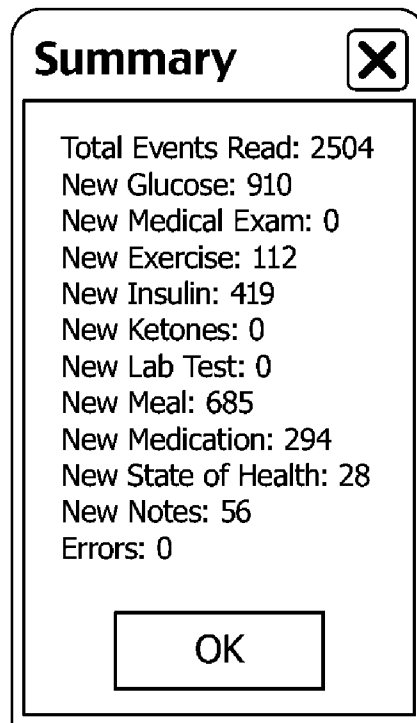 Summary
Total Events Read: 2504
New Glucose: 910
New Medical Exam: 0
New Exercise: 112
New Insulin: 419
New Ketones: 0
New Lab Test: 0
New Meal: 685
New Medication: 294
New State of Health: 28
New Notes: 56
Errors: 0
OK